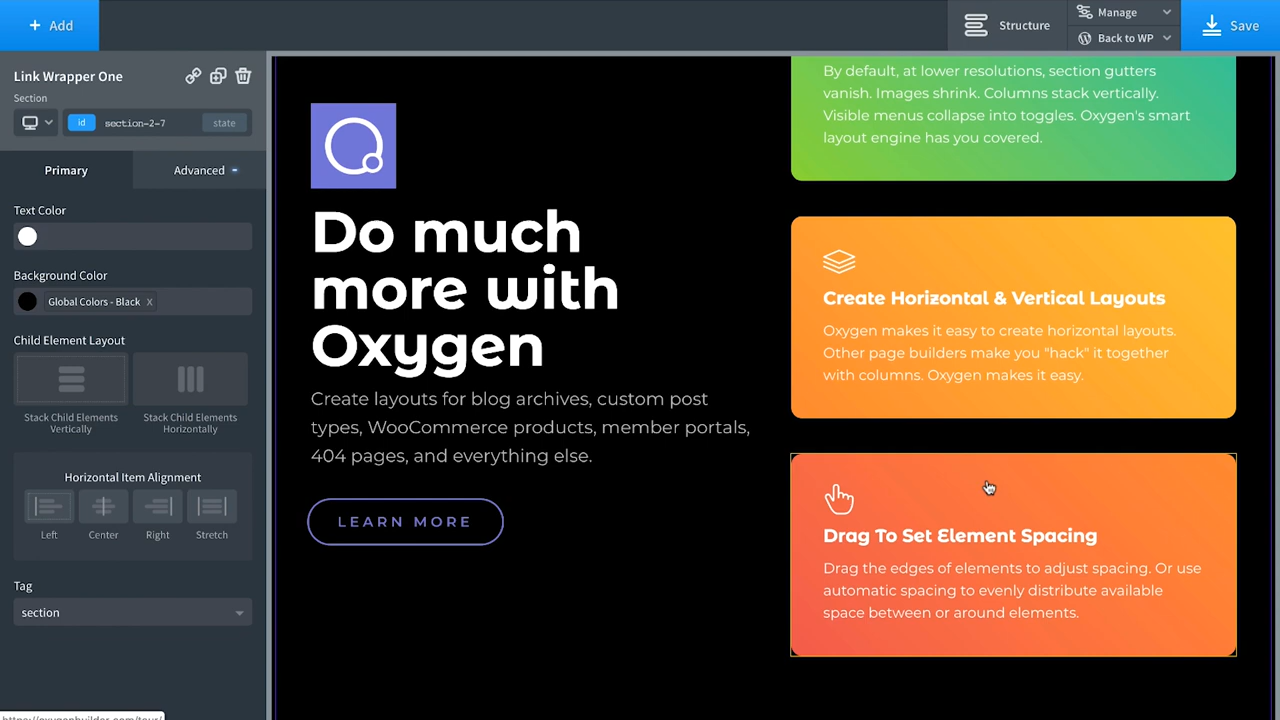 + Add
Structure
Manage
Back to WP
Save
Link Wrapper One
Section
id
section-2-7
state
Primary
Advanced
Text Color
Background Color
Global Colors - Black x
Child Element Layout
Stack Child Elements
Vertically
Stack Child Elements
Horizontally
Horizontal Item Alignment
Left
Center
Right
Stretch
Tag
section
https://oxygenbuilder.com/tour/
Do much
more with
Oxygen
Create layouts for blog archives, custom post
types, WooCommerce products, member portals,
404 pages, and everything else.
LEARN MORE
By default, at lower resolutions, section gutters
vanish. Images shrink. Columns stack vertically.
Visible menus collapse into toggles. Oxygen's smart
layout engine has you covered.
Create Horizontal & Vertical Layouts
Oxygen makes it easy to create horizontal layouts.
Other page builders make you "hack" it together
with columns. Oxygen makes it easy.
Drag To Set Element Spacing
Drag the edges of elements to adjust spacing. Or use
automatic spacing to evenly distribute available
space between or around elements.